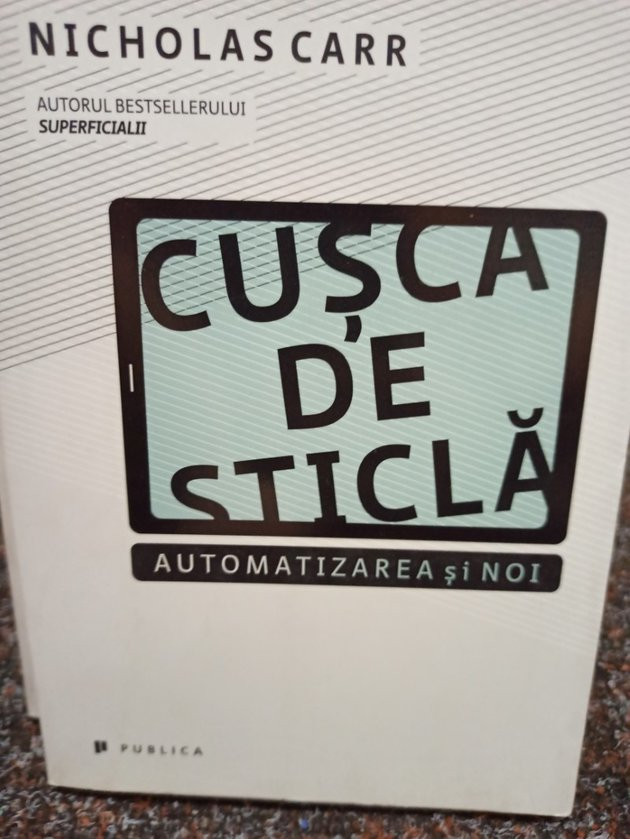 NICHOLAS CARR
AUTORUL BESTSELLERULUI
SUPERFICIALII
CUȘCA
DE
STICLĂ
AUTOMATIZAREA și NOI
PUBLICA